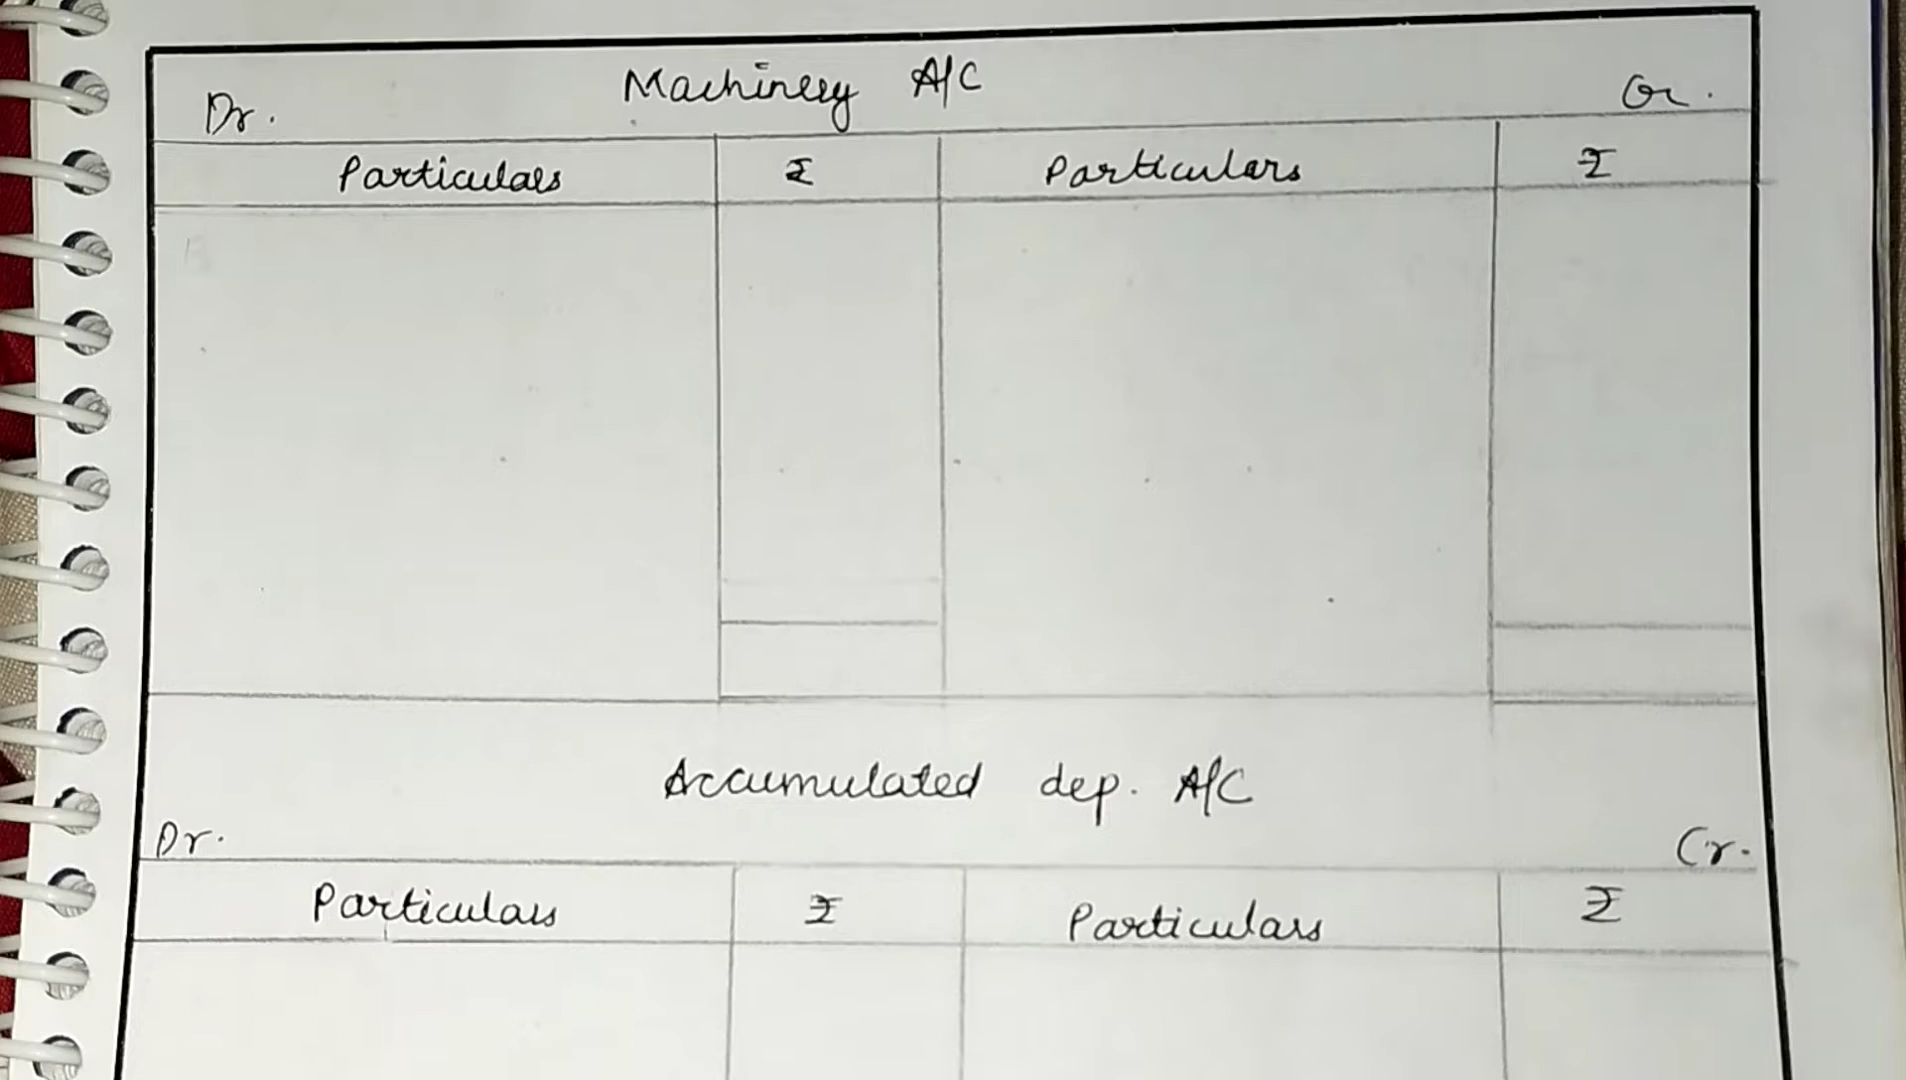 Machinery A/C
Dr. Cr.
Particulars ₹ Particulars ₹
Accumulated dep. A/C
Dr. Cr.
Particulars ₹ Particulars ₹